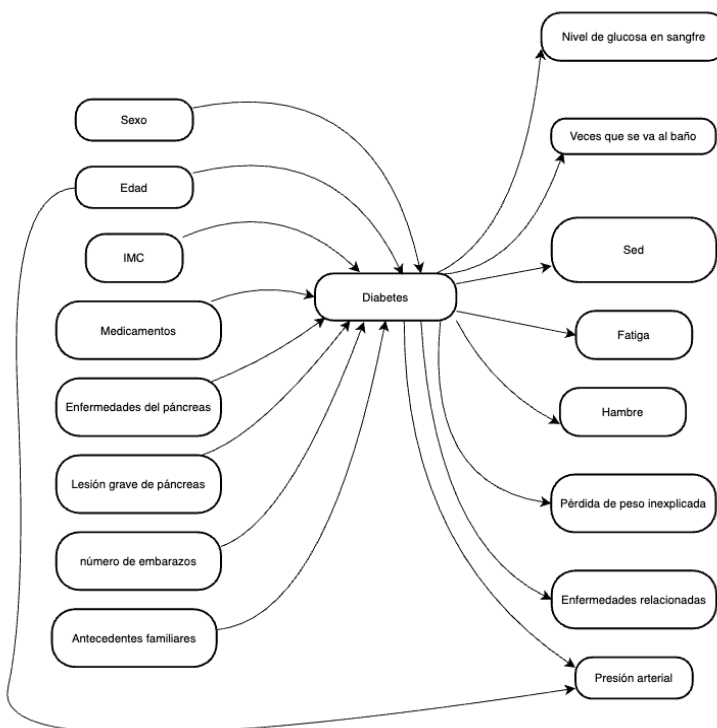 Nivel de glucosa en sangfre
Sexo
Veces que se va al baño
Edad
Sed
IMC
Diabetes
Medicamentos
Fatiga
Enfermedades del páncreas
Hambre
Lesión grave de páncreas
Pérdida de peso inexplicada
número de embarazos
Enfermedades relacionadas
Antecedentes familiares
Presión arterial